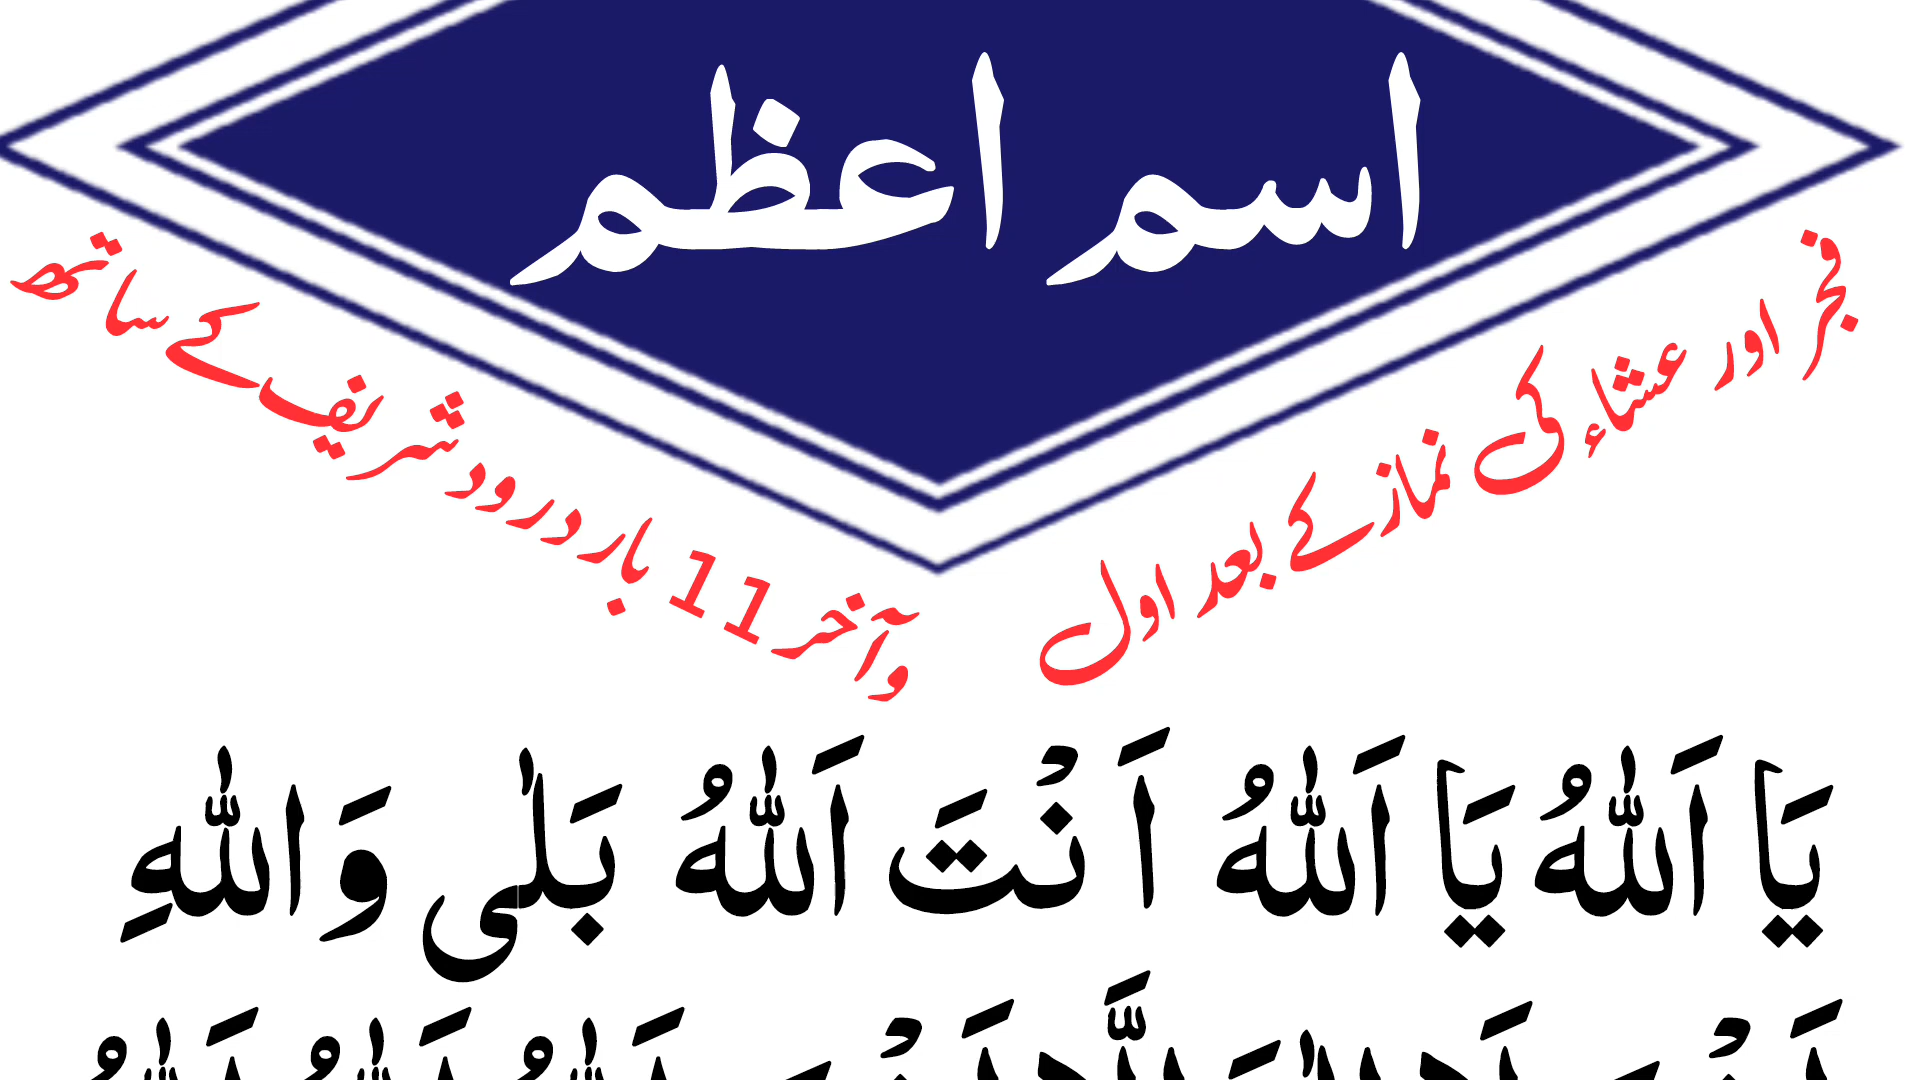 اسم اعظم
فجر اور عشاء کی نماز کے بعد اول
وآخر 11 بار درود شریف کے ساتھ
یَا اَللّٰهُ یَا اَللّٰهُ اَنْتَ اَللّٰهُ بَلٰی وَاللّٰهِ